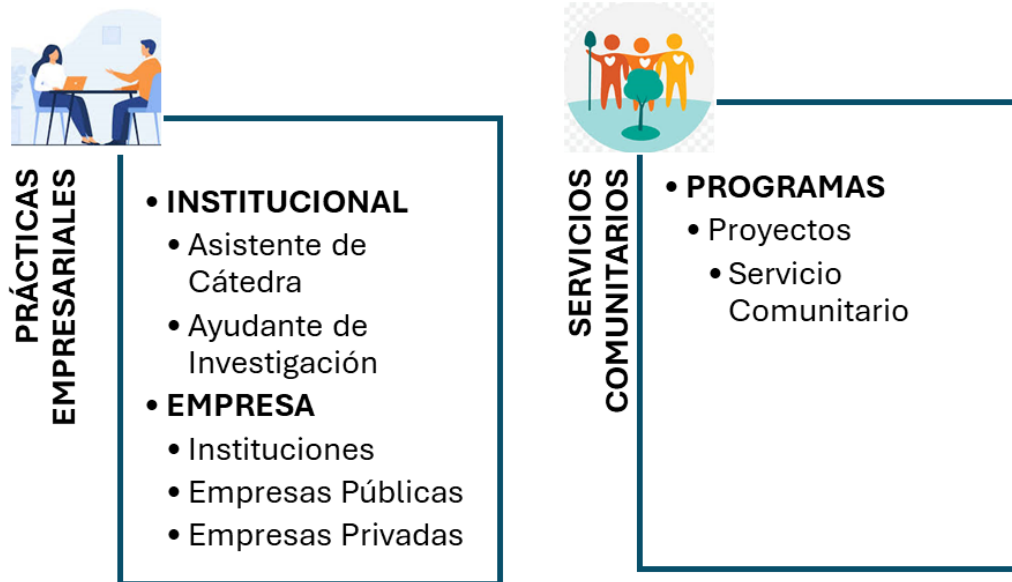 PRÁCTICAS
EMPRESARIALES
• INSTITUCIONAL
• Asistente de
Cátedra
• Ayudante de
Investigación
• EMPRESA
• Instituciones
• Empresas Públicas
• Empresas Privadas
SERVICIOS
COMUNITARIOS
• PROGRAMAS
• Proyectos
• Servicio
Comunitario